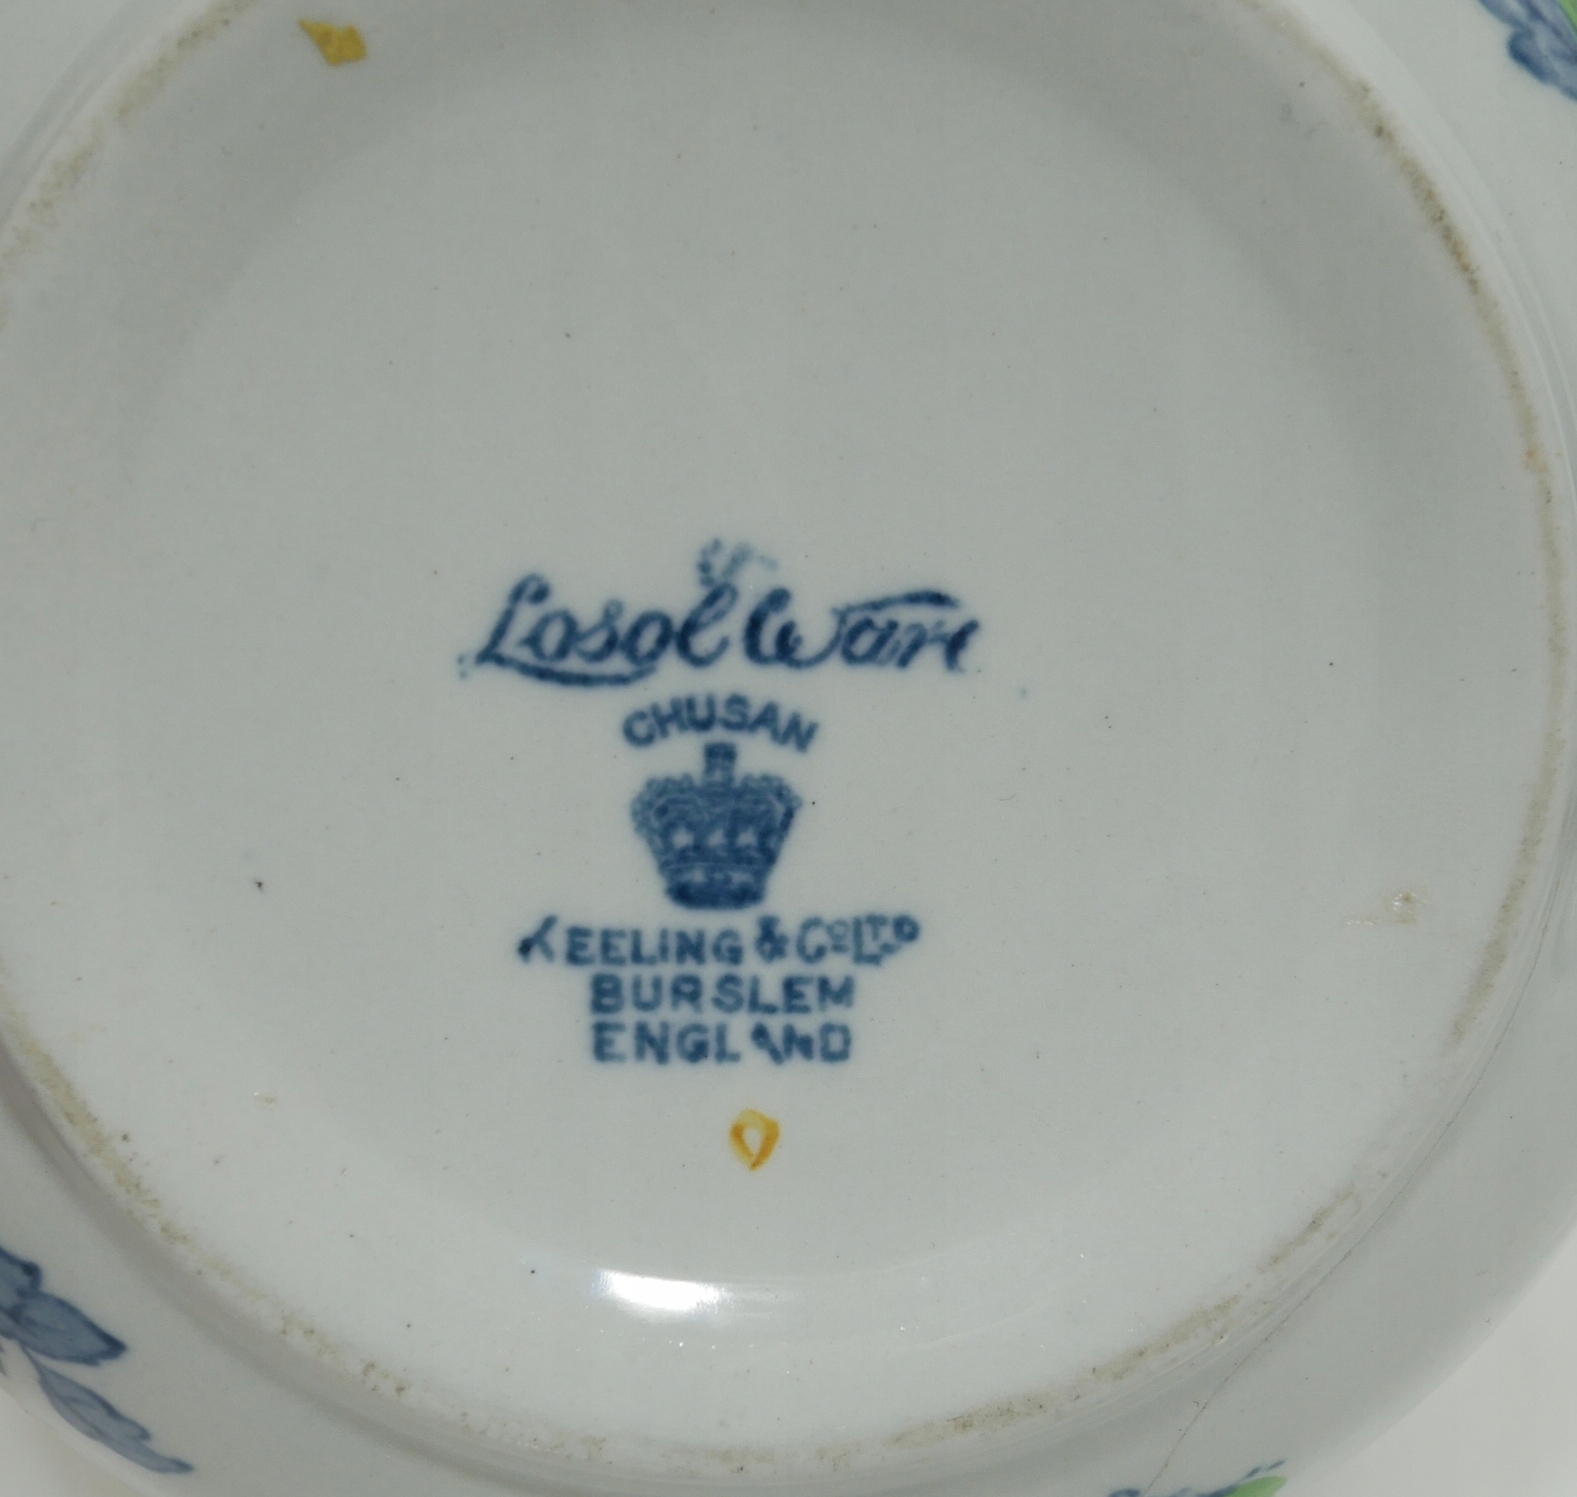 Losol Ware
CHUSAN
KEELING & Co LTD
BURSLEM
ENGLAND